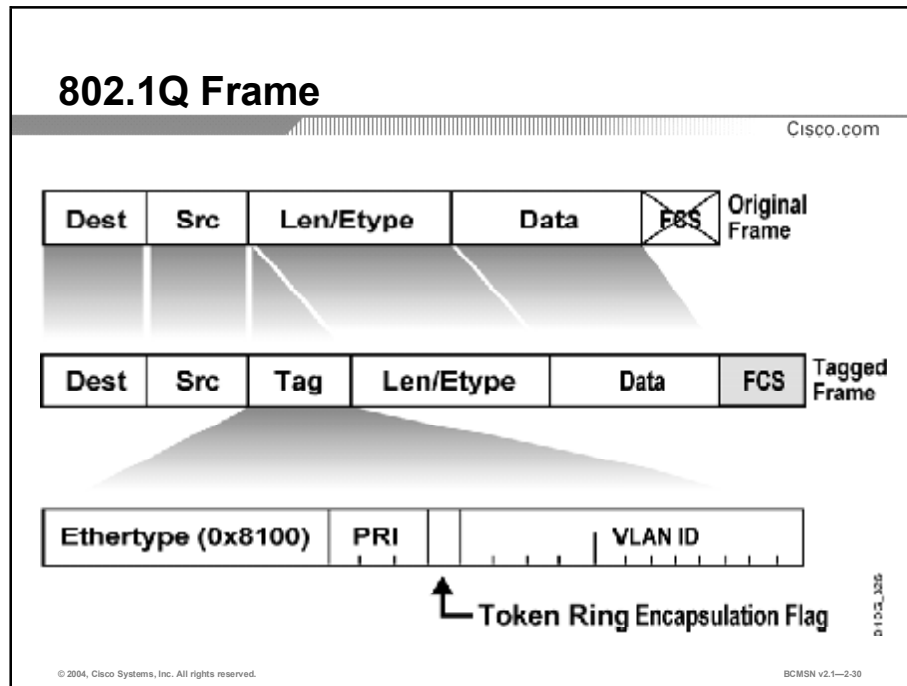 802.1Q Frame
Cisco.com
Dest Src Len/Etype Data FCS Original Frame
Dest Src Tag Len/Etype Data FCS Tagged Frame
Ethertype (0x8100) PRI VLAN ID
Token Ring Encapsulation Flag
© 2004, Cisco Systems, Inc. All rights reserved.
BCMSN v2.1—2-30